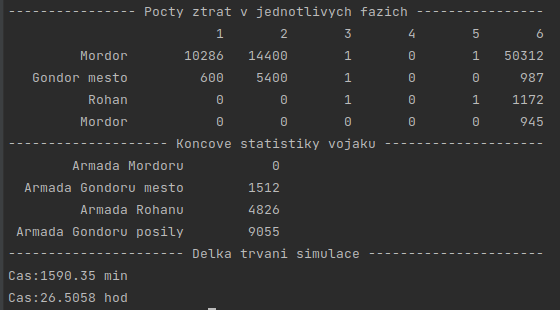 ---------------- Pocty ztrat v jednotlivych fazich ----------------
1 2 3 4 5 6
Mordor 10286 14400 1 0 1 50312
Gondor mesto 600 5400 1 0 0 987
Rohan 0 0 1 0 1 1172
Mordor 0 0 0 0 0 945
-------------------- Koncove statistiky vojaku --------------------
Armada Mordoru 0
Armada Gondoru mesto 1512
Armada Rohanu 4826
Armada Gondoru posily 9055
---------------------- Delka trvani simulace ----------------------
Cas:1590.35 min
Cas:26.5058 hod